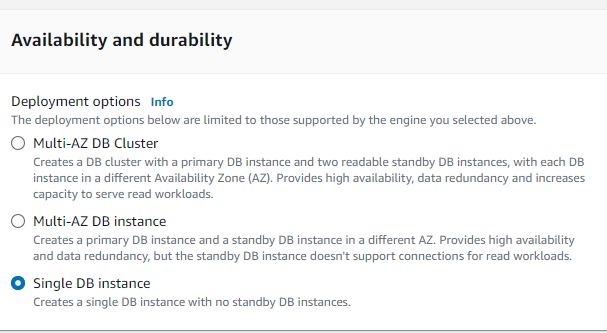 Availability and durability
Deployment options Info
The deployment options below are limited to those supported by the engine you selected above.
Multi-AZ DB Cluster
Creates a DB cluster with a primary DB instance and two readable standby DB instances, with each DB
instance in a different Availability Zone (AZ). Provides high availability, data redundancy and increases
capacity to serve read workloads.
Multi-AZ DB instance
Creates a primary DB instance and a standby DB instance in a different AZ. Provides high availability
and data redundancy, but the standby DB instance doesn't support connections for read workloads.
Single DB instance
Creates a single DB instance with no standby DB instances.